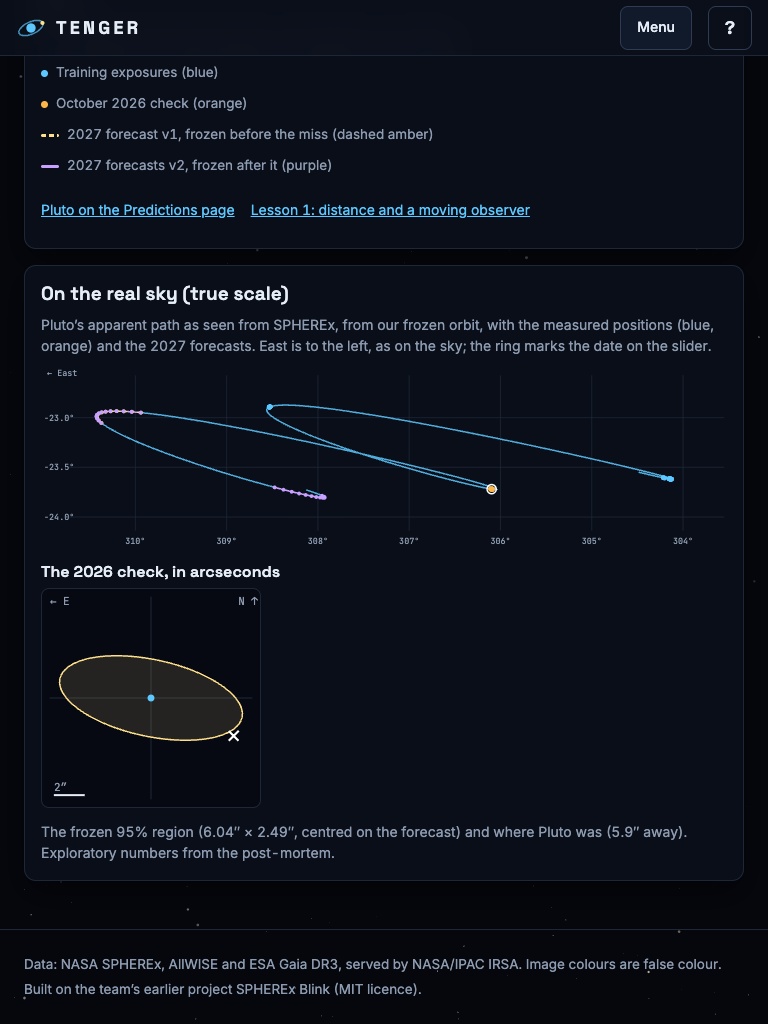 TENGER
Menu
?
Training exposures (blue)
October 2026 check (orange)
2027 forecast v1, frozen before the miss (dashed amber)
2027 forecasts v2, frozen after it (purple)
Pluto on the Predictions page Lesson 1: distance and a moving observer
On the real sky (true scale)
Pluto’s apparent path as seen from SPHEREx, from our frozen orbit, with the measured positions (blue,
orange) and the 2027 forecasts. East is to the left, as on the sky; the ring marks the date on the slider.
← East
-23.0°
-23.5°
-24.0°
310° 309° 308° 307° 306° 305° 304°
The 2026 check, in arcseconds
← E N ↑
2″
The frozen 95% region (6.04″ × 2.49″, centred on the forecast) and where Pluto was (5.9″ away).
Exploratory numbers from the post-mortem.
Data: NASA SPHEREx, AllWISE and ESA Gaia DR3, served by NASA/IPAC IRSA. Image colours are false colour.
Built on the team’s earlier project SPHEREx Blink (MIT licence).